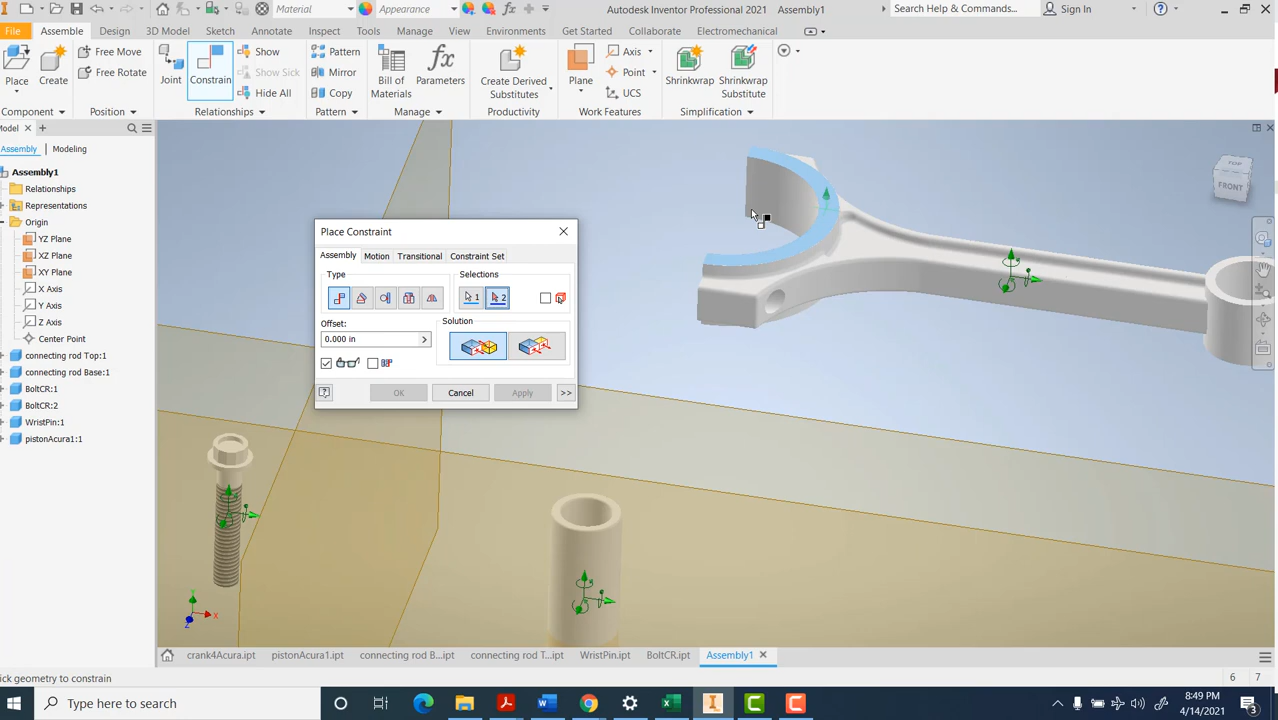 Material
Appearance
Autodesk Inventor Professional 2021 Assembly1
Search Help & Commands...
Sign In
File
Assemble
Design
3D Model
Sketch
Annotate
Inspect
Tools
Manage
View
Environments
Get Started
Collaborate
Electromechanical
Place
Create
Free Move
Free Rotate
Joint
Constrain
Show
Show Sick
Hide All
Pattern
Mirror
Copy
Bill of
Materials
Parameters
Create Derived
Substitutes
Plane
Axis
Point
UCS
Shrinkwrap
Shrinkwrap
Substitute
Component
Position
Relationships
Pattern
Manage
Productivity
Work Features
Simplification
Model
Assembly
Modeling
Assembly1
Relationships
Representations
Origin
YZ Plane
XZ Plane
XY Plane
X Axis
Y Axis
Z Axis
Center Point
connecting rod Top:1
connecting rod Base:1
BoltCR:1
BoltCR:2
WristPin:1
pistonAcura1:1
Place Constraint
Assembly
Motion
Transitional
Constraint Set
Type
Selections
1
2
Offset:
0.000 in
Solution
OK
Cancel
Apply
>>
TOP
FRONT
Y
X
Z
crank4Acura.ipt
pistonAcura1.ipt
connecting rod B...ipt
connecting rod T...ipt
WristPin.ipt
BoltCR.ipt
Assembly1
ick geometry to constrain
6
7
Type here to search
8:49 PM
4/14/2021
3